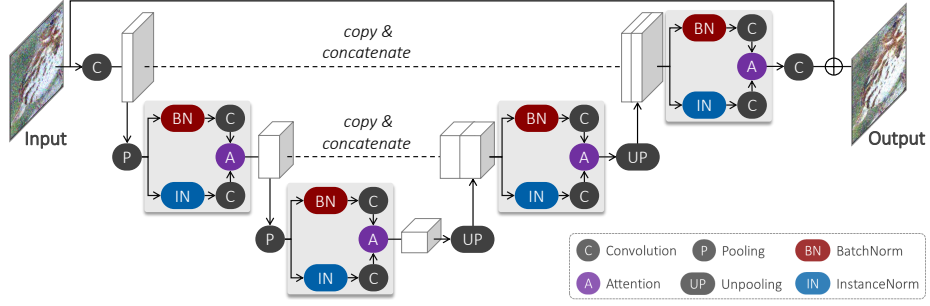 BN C
copy &
concatenate
C A C
IN C
Input
Output
BN C
copy &
concatenate
BN C
P A
A UP
IN C
IN C
BN C
P A UP
IN C
C Convolution P Pooling BN BatchNorm
A Attention UP Unpooling IN InstanceNorm